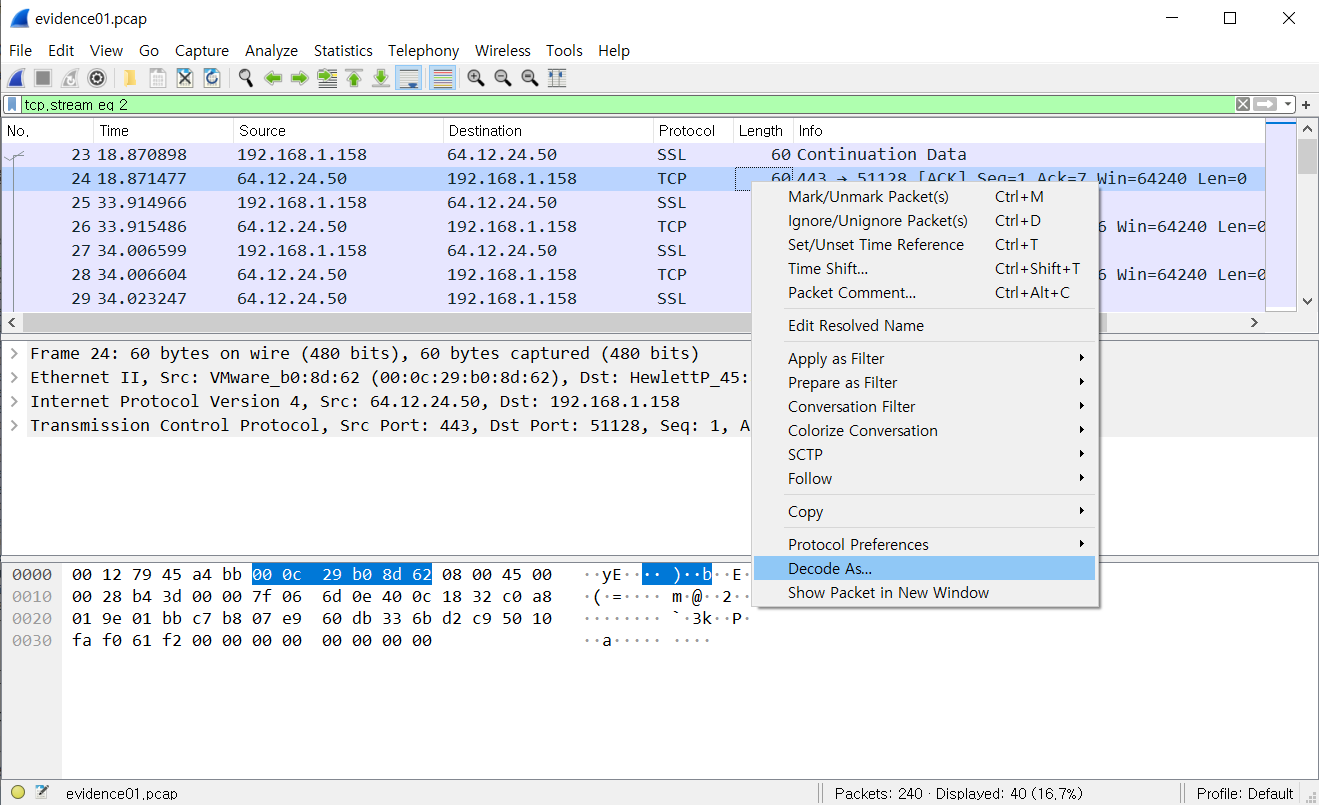 evidence01.pcap
File Edit View Go Capture Analyze Statistics Telephony Wireless Tools Help
tcp.stream eq 2
No. Time Source Destination Protocol Length Info
23 18.870898 192.168.1.158 64.12.24.50 SSL 60 Continuation Data
24 18.871477 64.12.24.50 192.168.1.158 TCP 60 443 → 51128 [ACK] Seq=1 Ack=7 Win=64240 Len=0
25 33.914966 192.168.1.158 64.12.24.50 SSL
26 33.915486 64.12.24.50 192.168.1.158 TCP 6 Win=64240 Len=0
27 34.006599 192.168.1.158 64.12.24.50 SSL
28 34.006604 64.12.24.50 192.168.1.158 TCP 6 Win=64240 Len=0
29 34.023247 64.12.24.50 192.168.1.158 SSL
Mark/Unmark Packet(s) Ctrl+M
Ignore/Unignore Packet(s) Ctrl+D
Set/Unset Time Reference Ctrl+T
Time Shift... Ctrl+Shift+T
Packet Comment... Ctrl+Alt+C
Edit Resolved Name
Apply as Filter
Prepare as Filter
Conversation Filter
Colorize Conversation
SCTP
Follow
Copy
Protocol Preferences
Decode As...
Show Packet in New Window
Frame 24: 60 bytes on wire (480 bits), 60 bytes captured (480 bits)
Ethernet II, Src: VMware_b0:8d:62 (00:0c:29:b0:8d:62), Dst: HewlettP_45:
Internet Protocol Version 4, Src: 64.12.24.50, Dst: 192.168.1.158
Transmission Control Protocol, Src Port: 443, Dst Port: 51128, Seq: 1, A
0000 00 12 79 45 a4 bb 00 0c 29 b0 8d 62 08 00 45 00 ··yE···· )··b··E·
0010 00 28 b4 3d 00 00 7f 06 6d 0e 40 0c 18 32 c0 a8 ·(·=···· m·@··2··
0020 01 9e 01 bb c7 b8 07 e9 60 db 33 6b d2 c9 50 10 ········ `·3k··P·
0030 fa f0 61 f2 00 00 00 00 00 00 00 00 ··a····· ····
evidence01.pcap Packets: 240 · Displayed: 40 (16.7%) Profile: Default